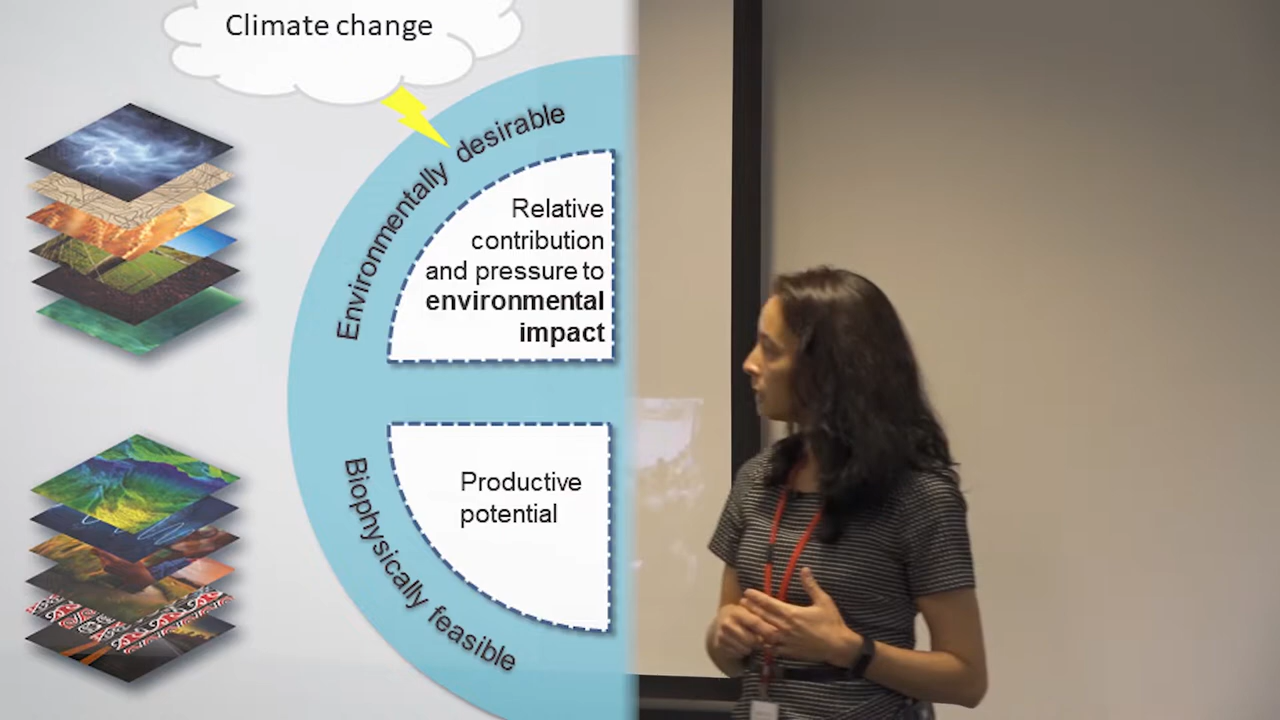 Climate change
Environmentally desirable
Relative
contribution
and pressure to
environmental
impact
Productive
potential
Biophysically feasible